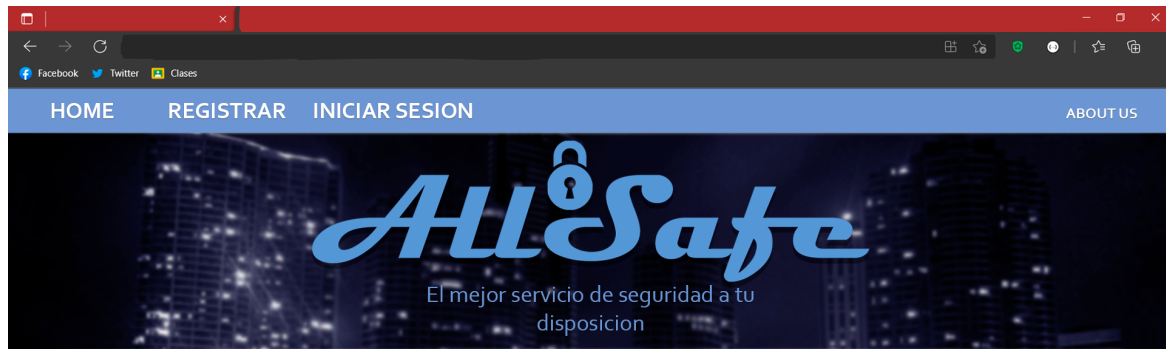 Facebook Twitter Clases
HOME REGISTRAR INICIAR SESION ABOUT US
AllSafe
El mejor servicio de seguridad a tu
disposicion